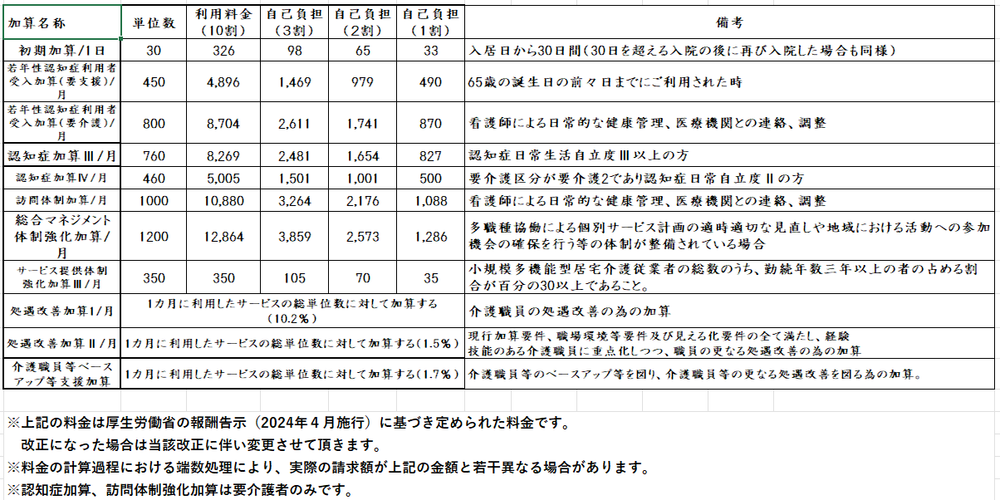 加算名称 単位数 利用料金 自己負担 自己負担 自己負担 備考
（10割） （3割） （2割） （1割）
初期加算/1日 30 326 98 65 33 入居日から30日間（30日を超える入院の後に再び入院した場合も同様）
若年性認知症利用者
受入加算（要支援）/
月
450 4,896 1,469 979 490 65歳の誕生日の前々日までにご利用された時
若年性認知症利用者
受入加算（要介護）/
月
800 8,704 2,611 1,741 870 看護師による日常的な健康管理、医療機関との連絡、調整
認知症加算Ⅲ/月 760 8,269 2,481 1,654 827 認知症日常生活自立度Ⅲ以上の方
認知症加算Ⅳ/月 460 5,005 1,501 1,001 500 要介護区分が要介護2であり認知症日常自立度Ⅱの方
訪問体制加算/月 1000 10,880 3,264 2,176 1,088 看護師による日常的な健康管理、医療機関との連絡、調整
総合マネジメント
体制強化加算/
月
1200 12,864 3,859 2,573 1,286
多職種協働による個別サービス計画の適時適切な見直しや地域における活動への参加
機会の確保を行う等の体制が整備されている場合
サービス提供体制
強化加算Ⅲ/月
350 350 105 70 35
小規模多機能型居宅介護従業者の総数のうち、勤続年数三年以上の者の占める割
合が百分の30以上であること。
処遇改善加算1/月
1カ月に利用したサービスの総単位数に対して加算する
（10.2％）
介護職員の処遇改善の為の加算
処遇改善加算Ⅱ/月 1カ月に利用したサービスの総単位数に対して加算する(1.5％)
現行加算要件、職場環境等要件及び見える化要件の全て満たし、経験
技能のある介護職員に重点化しつつ、職員の更なる処遇改善の為の加算
介護職員等ベース
アップ等支援加算
1カ月に利用したサービスの総単位数に対して加算する(1.7％) 介護職員等のベースアップ等を図り、介護職員等の更なる処遇改善を図る為の加算。
※上記の料金は厚生労働省の報酬告示（2024年４月施行）に基づき定められた料金です。
改正になった場合は当該改正に伴い変更させて頂きます。
※料金の計算過程における端数処理により、実際の請求額が上記の金額と若干異なる場合があります。
※認知症加算、訪問体制強化加算は要介護者のみです。